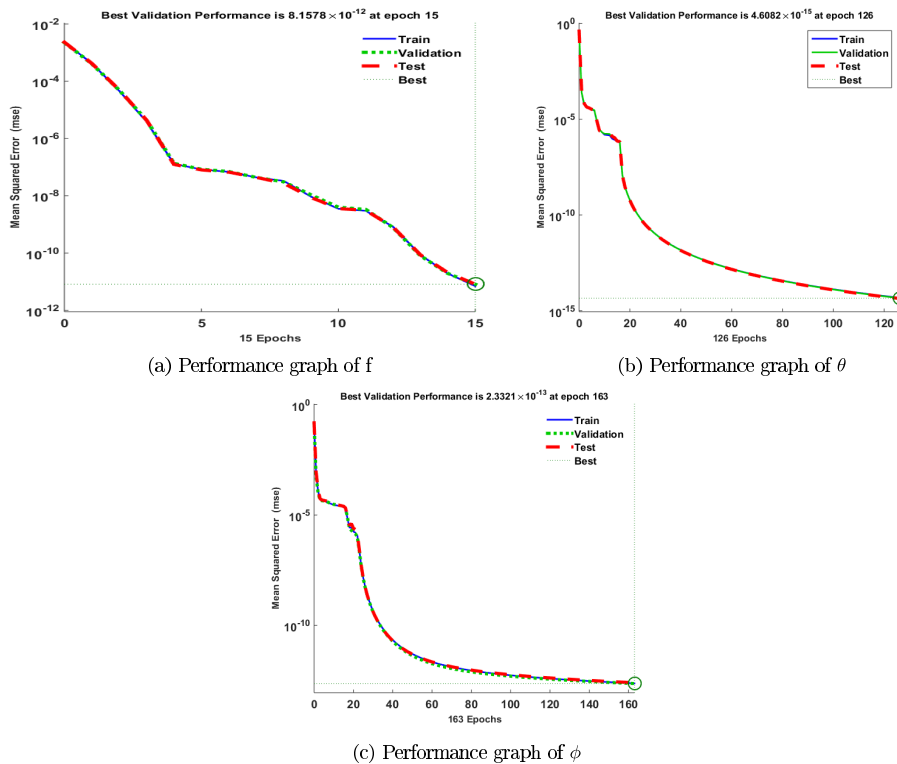 Best Validation Performance is 8.1578×10⁻¹² at epoch 15
Mean Squared Error (mse)
10⁻²
10⁻⁴
10⁻⁶
10⁻⁸
10⁻¹⁰
10⁻¹²
Train
Validation
Test
Best
0 5 10 15
15 Epochs
(a) Performance graph of f
Best Validation Performance is 4.6082×10⁻¹⁵ at epoch 126
Mean Squared Error (mse)
10⁰
10⁻⁵
10⁻¹⁰
10⁻¹⁵
Train
Validation
Test
Best
0 20 40 60 80 100 120
126 Epochs
(b) Performance graph of θ
Best Validation Performance is 2.3321×10⁻¹³ at epoch 163
Mean Squared Error (mse)
10⁰
10⁻⁵
10⁻¹⁰
Train
Validation
Test
Best
0 20 40 60 80 100 120 140 160
163 Epochs
(c) Performance graph of ϕ